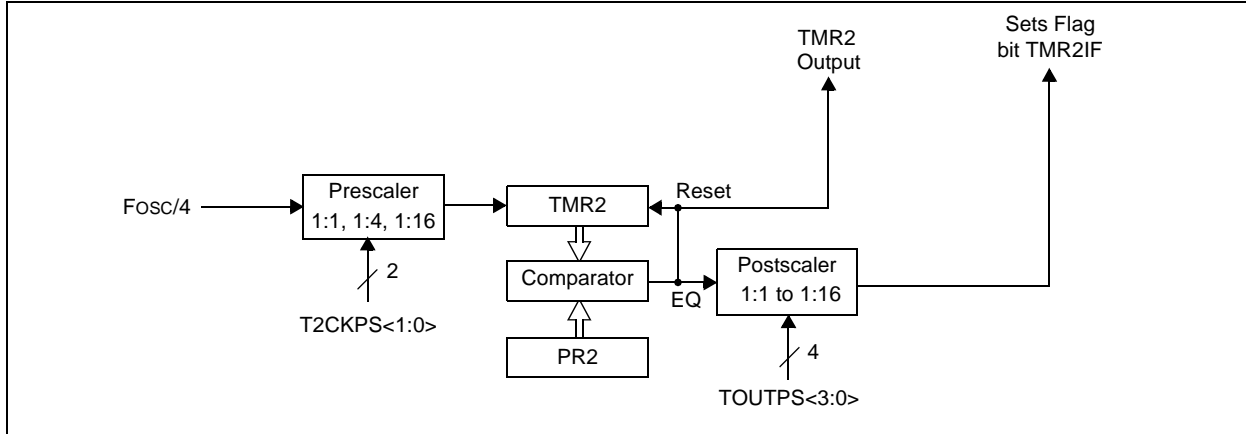 Sets Flag
bit TMR2IF
TMR2
Output
Fosc/4
Prescaler
1:1, 1:4, 1:16
2
T2CKPS<1:0>
TMR2
Reset
Comparator
EQ
Postscaler
1:1 to 1:16
PR2
4
TOUTPS<3:0>